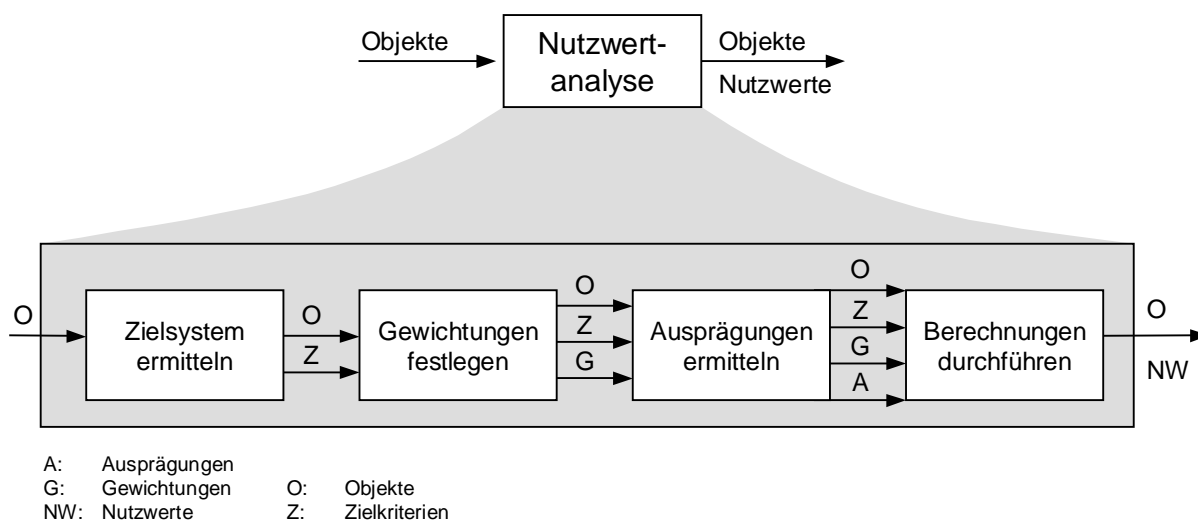 Objekte
Nutzwert-
analyse
Objekte
Nutzwerte
O
Zielsystem
ermitteln
O
Z
Gewichtungen
festlegen
O
Z
G
Ausprägungen
ermitteln
O
Z
G
A
Berechnungen
durchführen
O
NW
A: Ausprägungen
G: Gewichtungen O: Objekte
NW: Nutzwerte Z: Zielkriterien